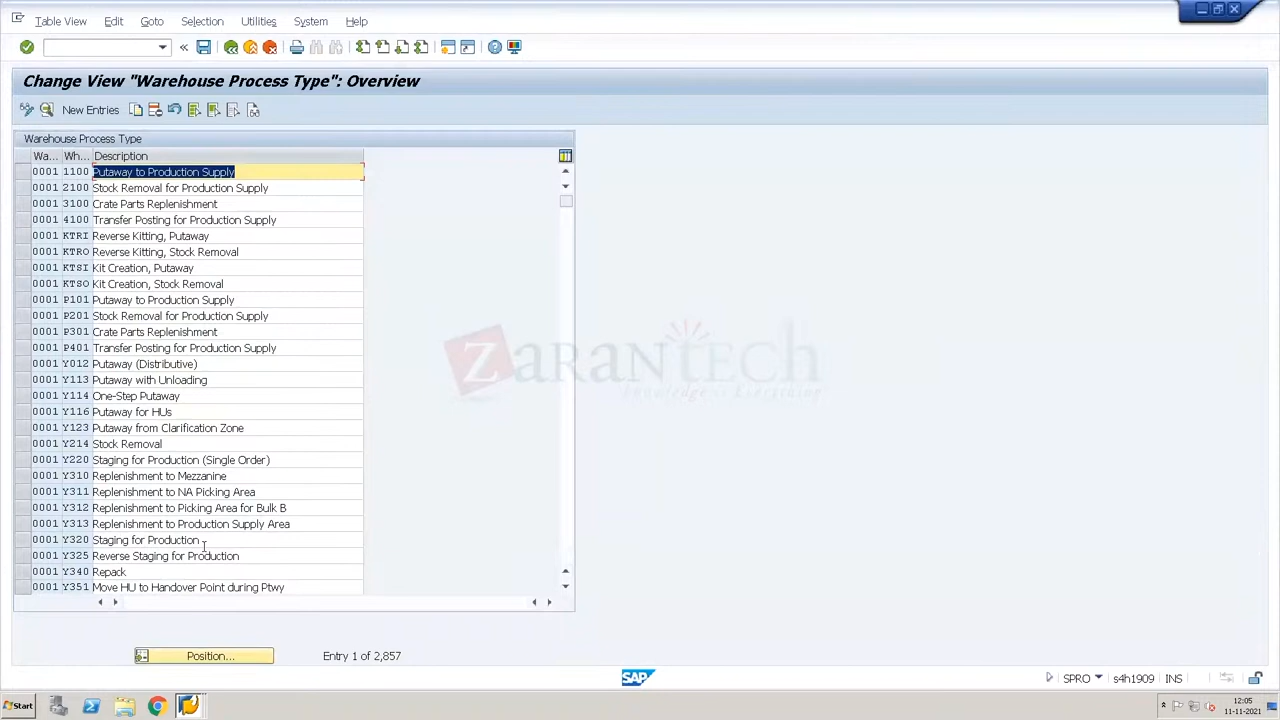 Table View Edit Goto Selection Utilities System Help
Change View "Warehouse Process Type": Overview
New Entries
Warehouse Process Type
Wa... Wh... Description
0001 1100 Putaway to Production Supply
0001 2100 Stock Removal for Production Supply
0001 3100 Crate Parts Replenishment
0001 4100 Transfer Posting for Production Supply
0001 KTRI Reverse Kitting, Putaway
0001 KTRO Reverse Kitting, Stock Removal
0001 KTSI Kit Creation, Putaway
0001 KTSO Kit Creation, Stock Removal
0001 P101 Putaway to Production Supply
0001 P201 Stock Removal for Production Supply
0001 P301 Crate Parts Replenishment
0001 P401 Transfer Posting for Production Supply
0001 Y012 Putaway (Distributive)
0001 Y113 Putaway with Unloading
0001 Y114 One-Step Putaway
0001 Y116 Putaway for HUs
0001 Y123 Putaway from Clarification Zone
0001 Y214 Stock Removal
0001 Y220 Staging for Production (Single Order)
0001 Y310 Replenishment to Mezzanine
0001 Y311 Replenishment to NA Picking Area
0001 Y312 Replenishment to Picking Area for Bulk B
0001 Y313 Replenishment to Production Supply Area
0001 Y320 Staging for Production
0001 Y325 Reverse Staging for Production
0001 Y340 Repack
0001 Y351 Move HU to Handover Point during Ptwy
ZaranTech
Position... Entry 1 of 2,857
SAP SPRO s4h1909 INS
Start
12:05
11-11-2021